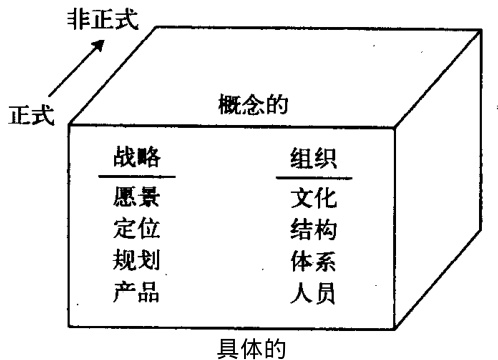 非正式
正式
概念的
战略 组织
愿景 文化
定位 结构
规划 体系
产品 人员
具体的